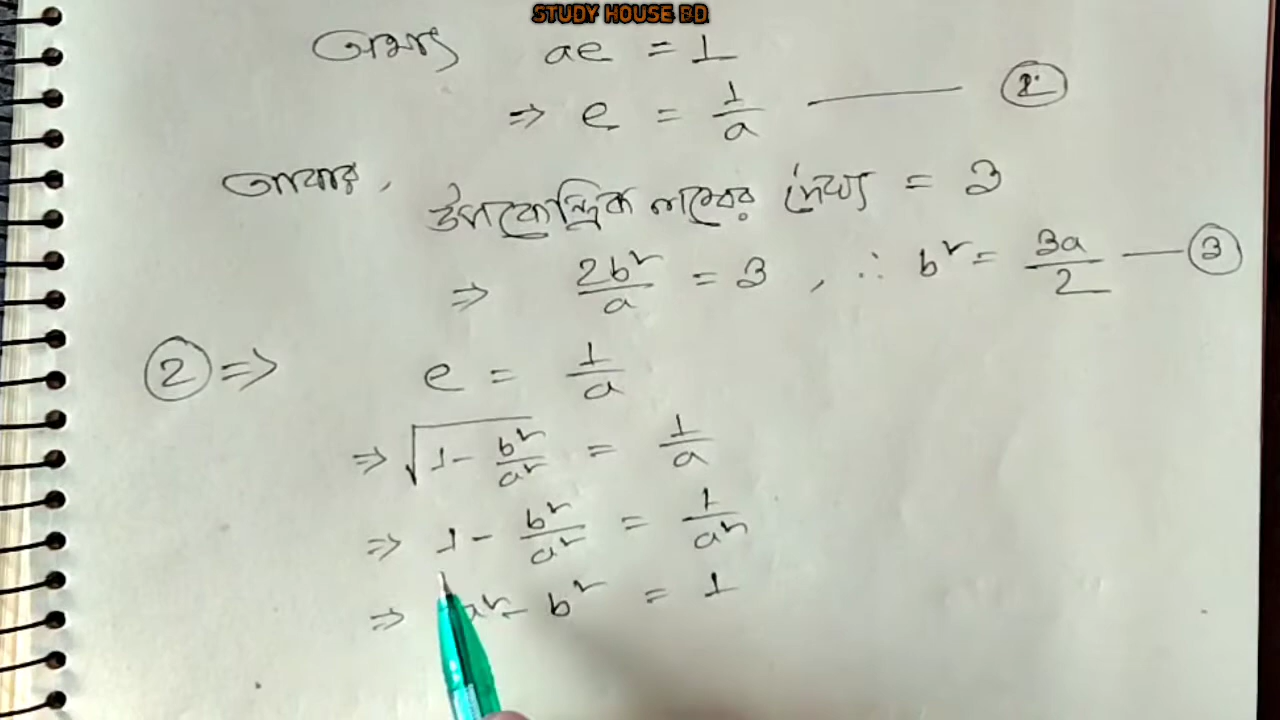 STUDY HOUSE BD
ae = 1
⇒ e = 1/a ——— 2
আবার, উপকেন্দ্রিক লম্বের দৈর্ঘ্য = 3
⇒ 2b²/a = 3, ∴ b² = 3a/2 — 3
2 ⇒ e = 1/a
⇒ √(1 - b²/a²) = 1/a
⇒ 1 - b²/a² = 1/a²
⇒ a² - b² = 1